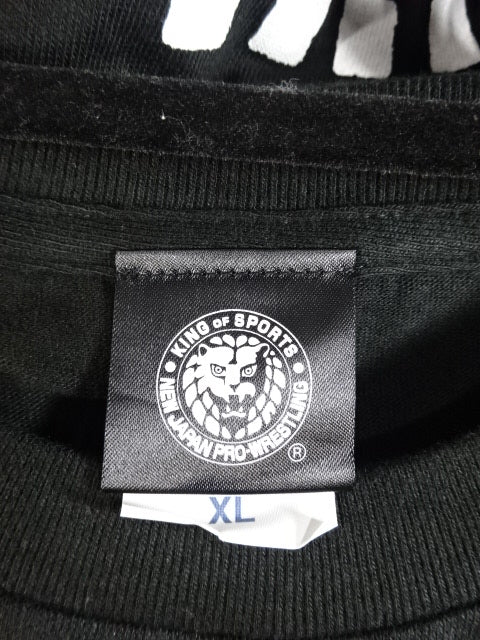 KING OF SPORTS
NEW JAPAN PRO-WRESTLING
®
XL